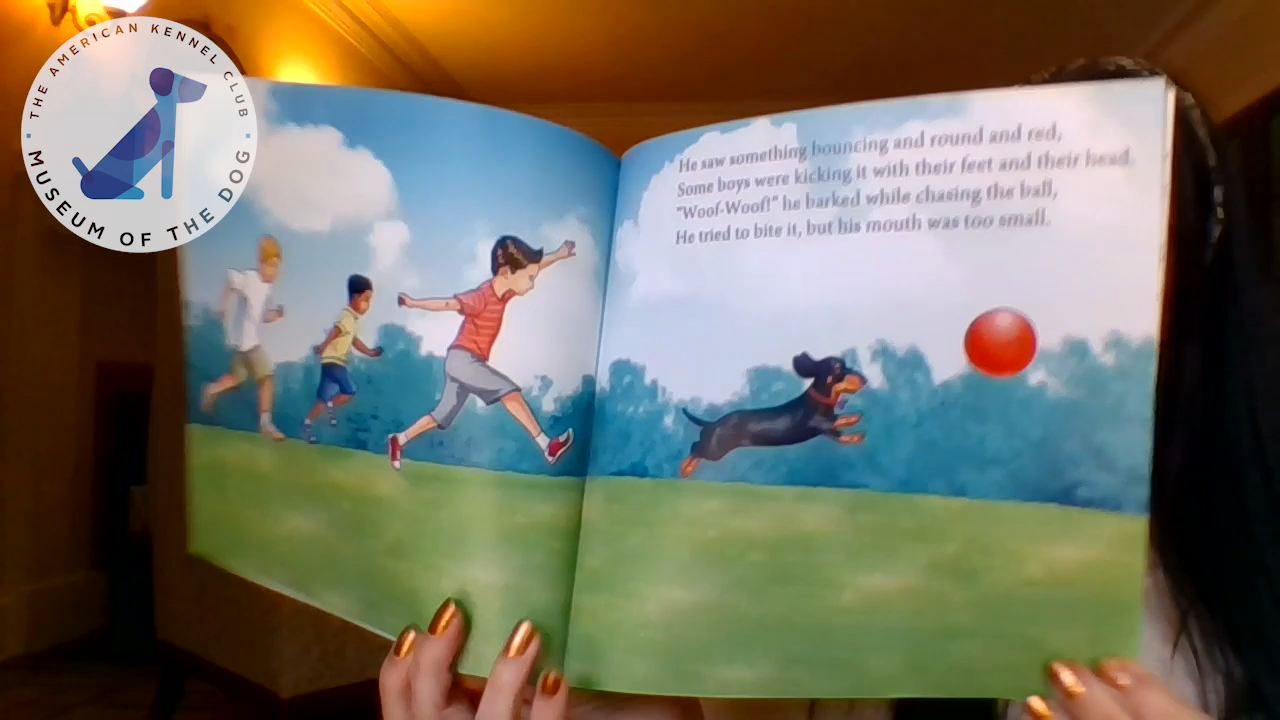 THE AMERICAN KENNEL CLUB
MUSEUM OF THE DOG
He saw something bouncing and round and red,
Some boys were kicking it with their feet and their head.
"Woof-Woof!" he barked while chasing the ball,
He tried to bite it, but his mouth was too small.